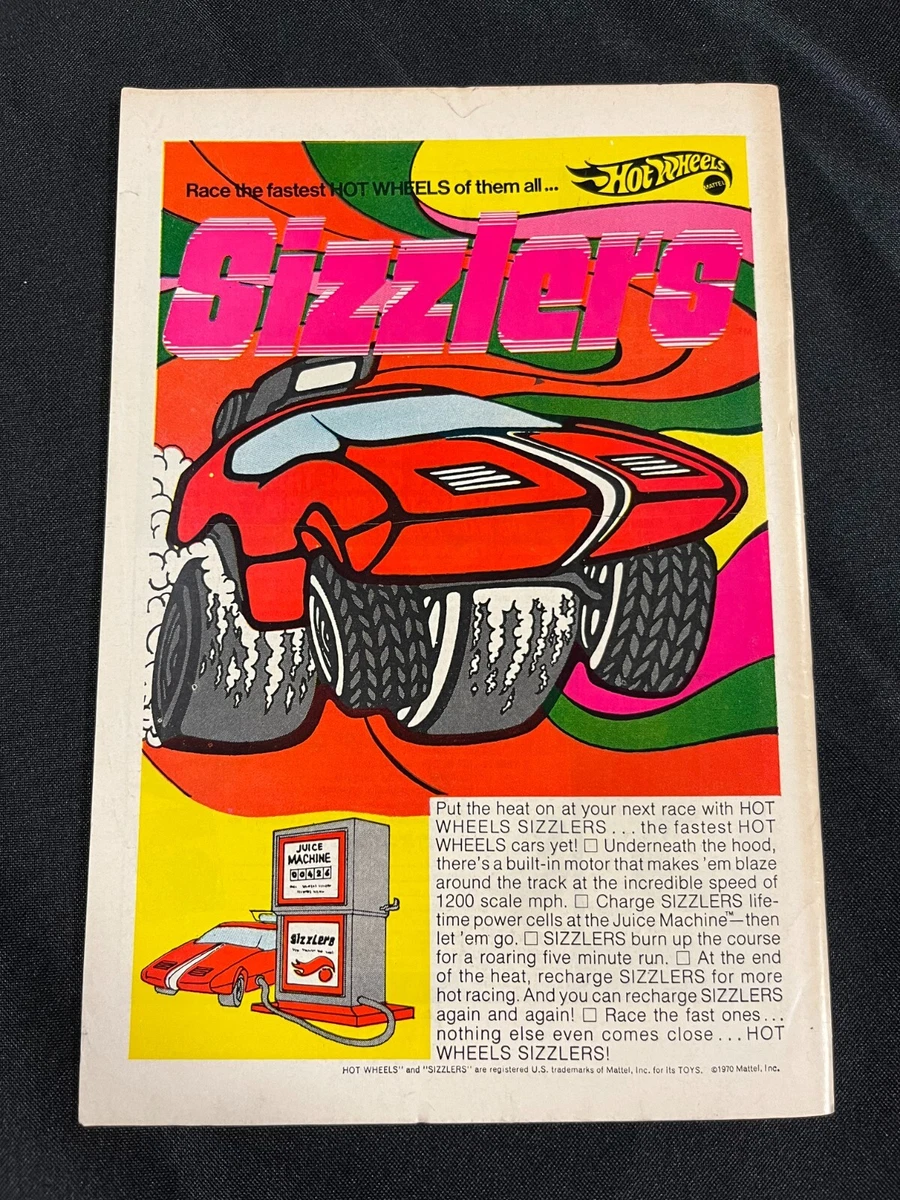 Race the fastest HOT WHEELS of them all...
Hot Wheels
MATTEL
Sizzlers
Put the heat on at your next race with HOT
WHEELS SIZZLERS ... the fastest HOT
WHEELS cars yet! □ Underneath the hood,
there's a built-in motor that makes 'em blaze
around the track at the incredible speed of
1200 scale mph. □ Charge SIZZLERS life-
time power cells at the Juice Machine™—then
let 'em go. □ SIZZLERS burn up the course
for a roaring five minute run. □ At the end
of the heat, recharge SIZZLERS for more
hot racing. And you can recharge SIZZLERS
again and again! □ Race the fast ones...
nothing else even comes close ... HOT
WHEELS SIZZLERS!
JUICE
MACHINE
00426
Sizzlers
HOT WHEELS" and "SIZZLERS" are registered U.S. trademarks of Mattel, Inc. for its TOYS. ©1970 Mattel, Inc.